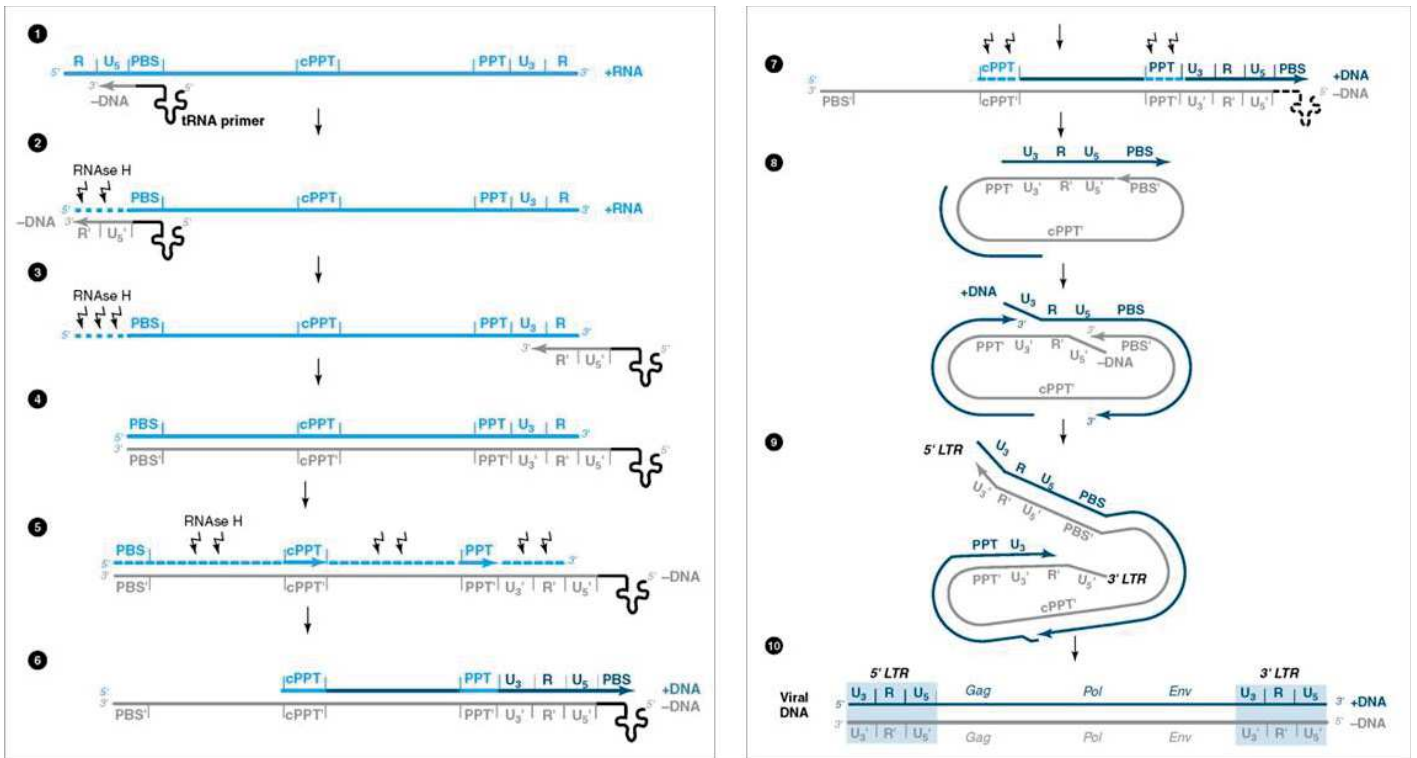 1
R U5 PBS cPPT PPT U3 R
5' 3' +RNA
3' 5'
–DNA
tRNA primer
2
RNAse H
PBS cPPT PPT U3 R
5' 3' +RNA
–DNA 3' 5'
R' U5'
3
RNAse H
PBS cPPT PPT U3 R
5' 3'
3' 5'
R' U5'
4
PBS cPPT PPT U3 R
5' 3'
3' 5'
PBS' cPPT' PPT' U3' R' U5'
5
RNAse H
PBS cPPT PPT
5' 3'
3' 5' –DNA
PBS' cPPT' PPT' U3' R' U5'
6
cPPT PPT U3 R U5 PBS
5' +DNA
3' –DNA
PBS' cPPT' PPT' U3' R' U5'
7
cPPT PPT U3 R U5 PBS
5' +DNA
3' 5' –DNA
PBS' cPPT' PPT' U3' R' U5'
8
U3 R U5 PBS
PPT' U3' R' U5' PBS'
cPPT'
+DNA U3 R U5 PBS
3' 3'
PPT' U3' R' U5' PBS'
–DNA
cPPT'
3'
9
5' LTR U3 R U5 PBS
U3' R' U5' PBS'
PPT U3
PPT' U3' R' U5' 3' LTR
cPPT'
10
5' LTR 3' LTR
Viral DNA
U3 R U5 Gag Pol Env U3 R U5
5' 3' +DNA
3' 5' –DNA
U3' R' U5' Gag Pol Env U3' R' U5'